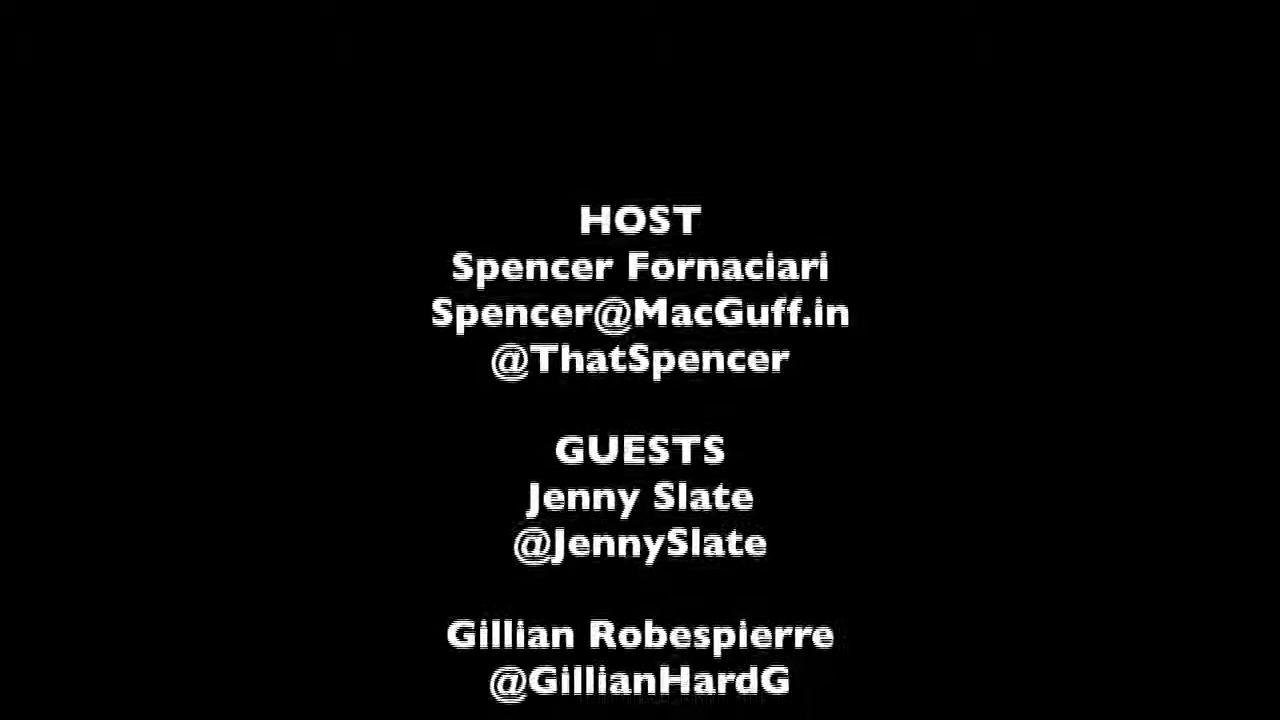 HOST
Spencer Fornaciari
Spencer@MacGuff.in
@ThatSpencer
GUESTS
Jenny Slate
@JennySlate
Gillian Robespierre
@GillianHardG